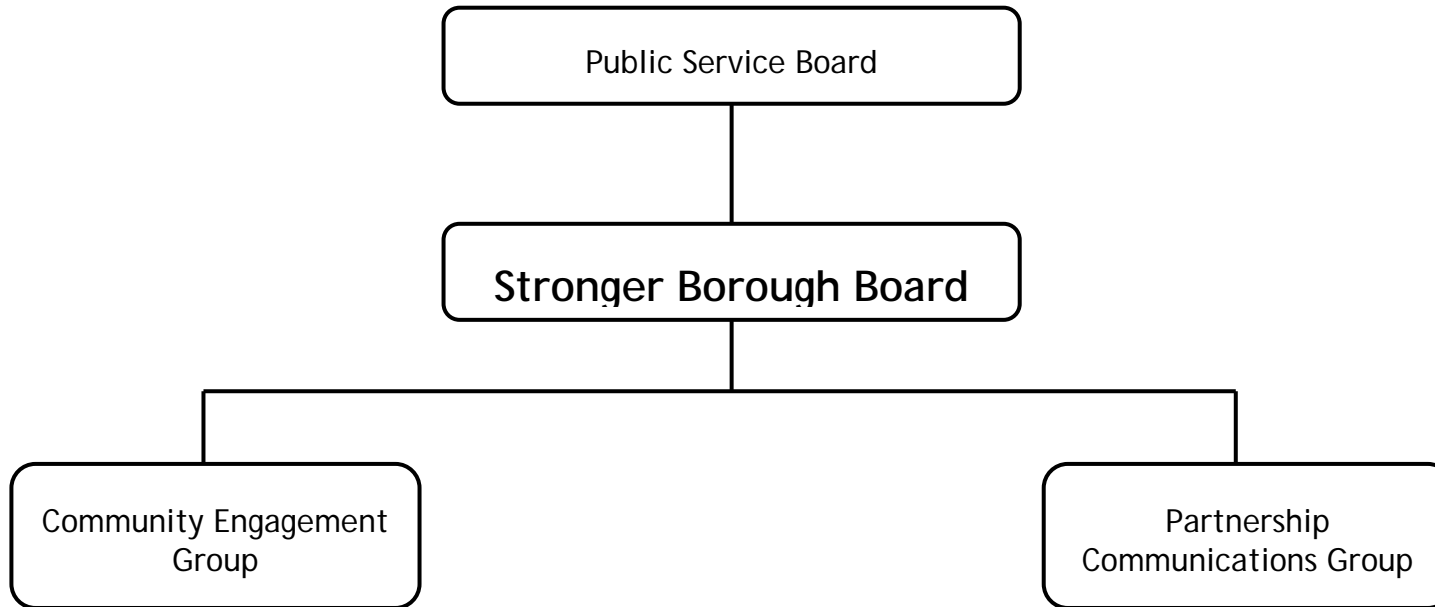 Public Service Board
Stronger Borough Board
Community Engagement
Group
Partnership
Communications Group